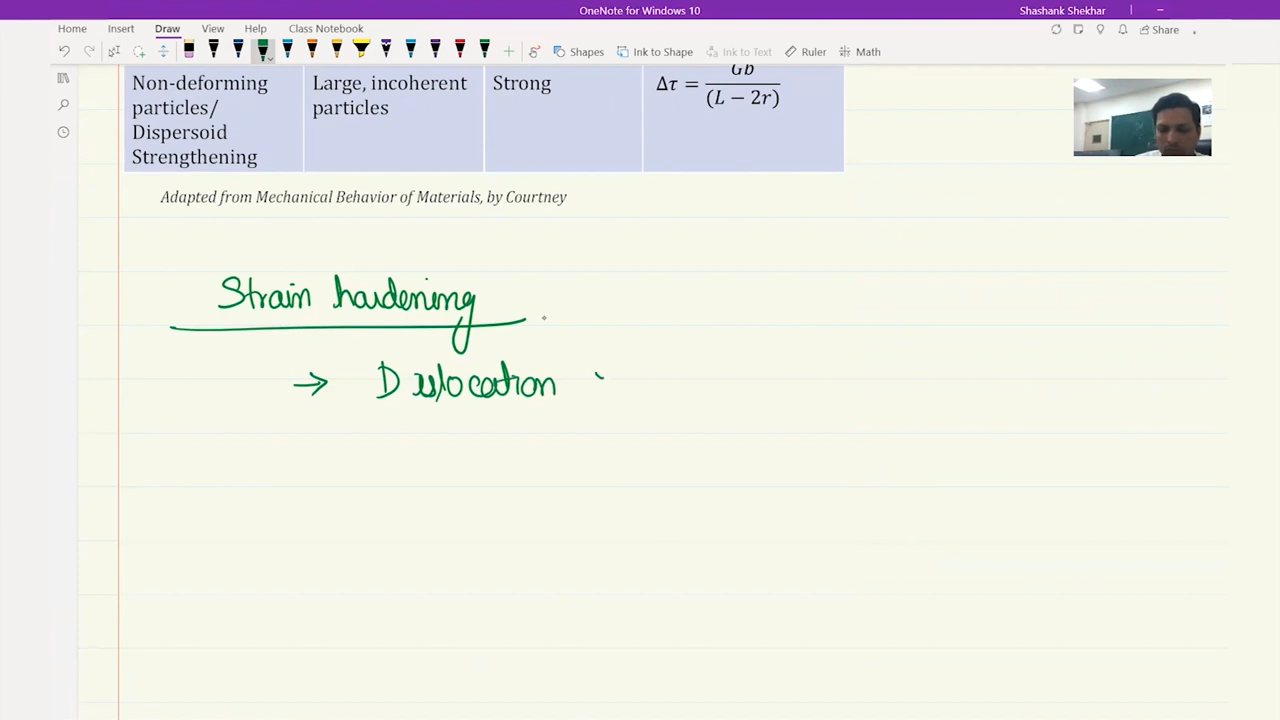 OneNote for Windows 10
Shashank Shekhar
Home Insert Draw View Help Class Notebook
Share
Shapes Ink to Shape Ink to Text Ruler Math
Non-deforming particles/ Dispersoid Strengthening
Large, incoherent particles
Strong
Δτ = Gb / (L − 2r)
Adapted from Mechanical Behavior of Materials, by Courtney
Strain hardening
→ Dislocation